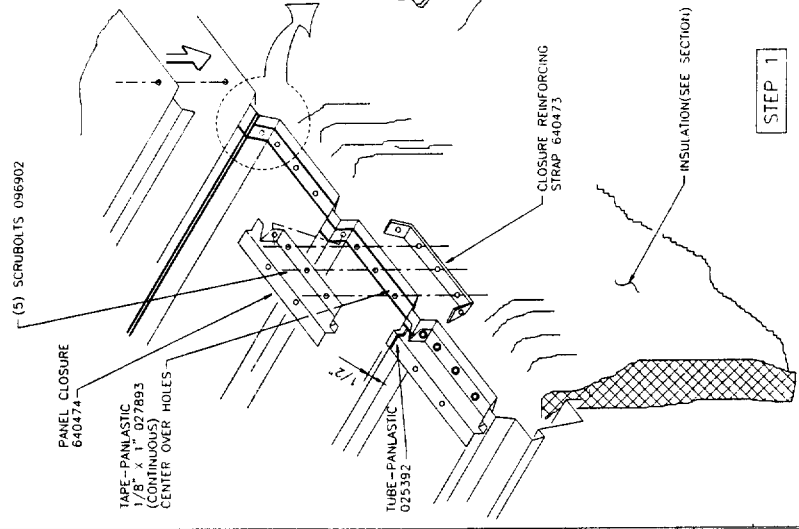 (5) SCRUBOLTS 096902
PANEL CLOSURE
640474
TAPE-PANLASTIC
1/8" X 1" 027893
(CONTINUOUS)
CENTER OVER HOLES
1/2"
TUBE-PANLASTIC
025392
CLOSURE REINFORCING
STRAP 640473
INSULATION(SEE SECTION)
STEP 1